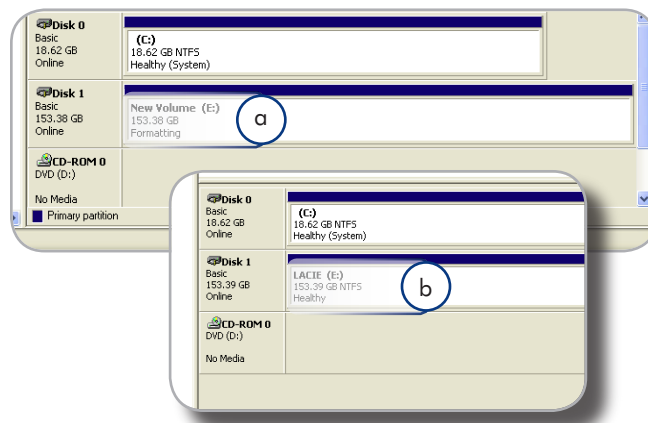 Disk 0
Basic
18.62 GB
Online
(C:)
18.62 GB NTFS
Healthy (System)
Disk 1
Basic
153.38 GB
Online
New Volume (E:)
153.38 GB
Formatting
a
CD-ROM 0
DVD (D:)
No Media
Primary partition
Disk 0
Basic
18.62 GB
Online
(C:)
18.62 GB NTFS
Healthy (System)
Disk 1
Basic
153.39 GB
Online
LACIE (E:)
153.39 GB NTFS
Healthy
b
CD-ROM 0
DVD (D:)
No Media